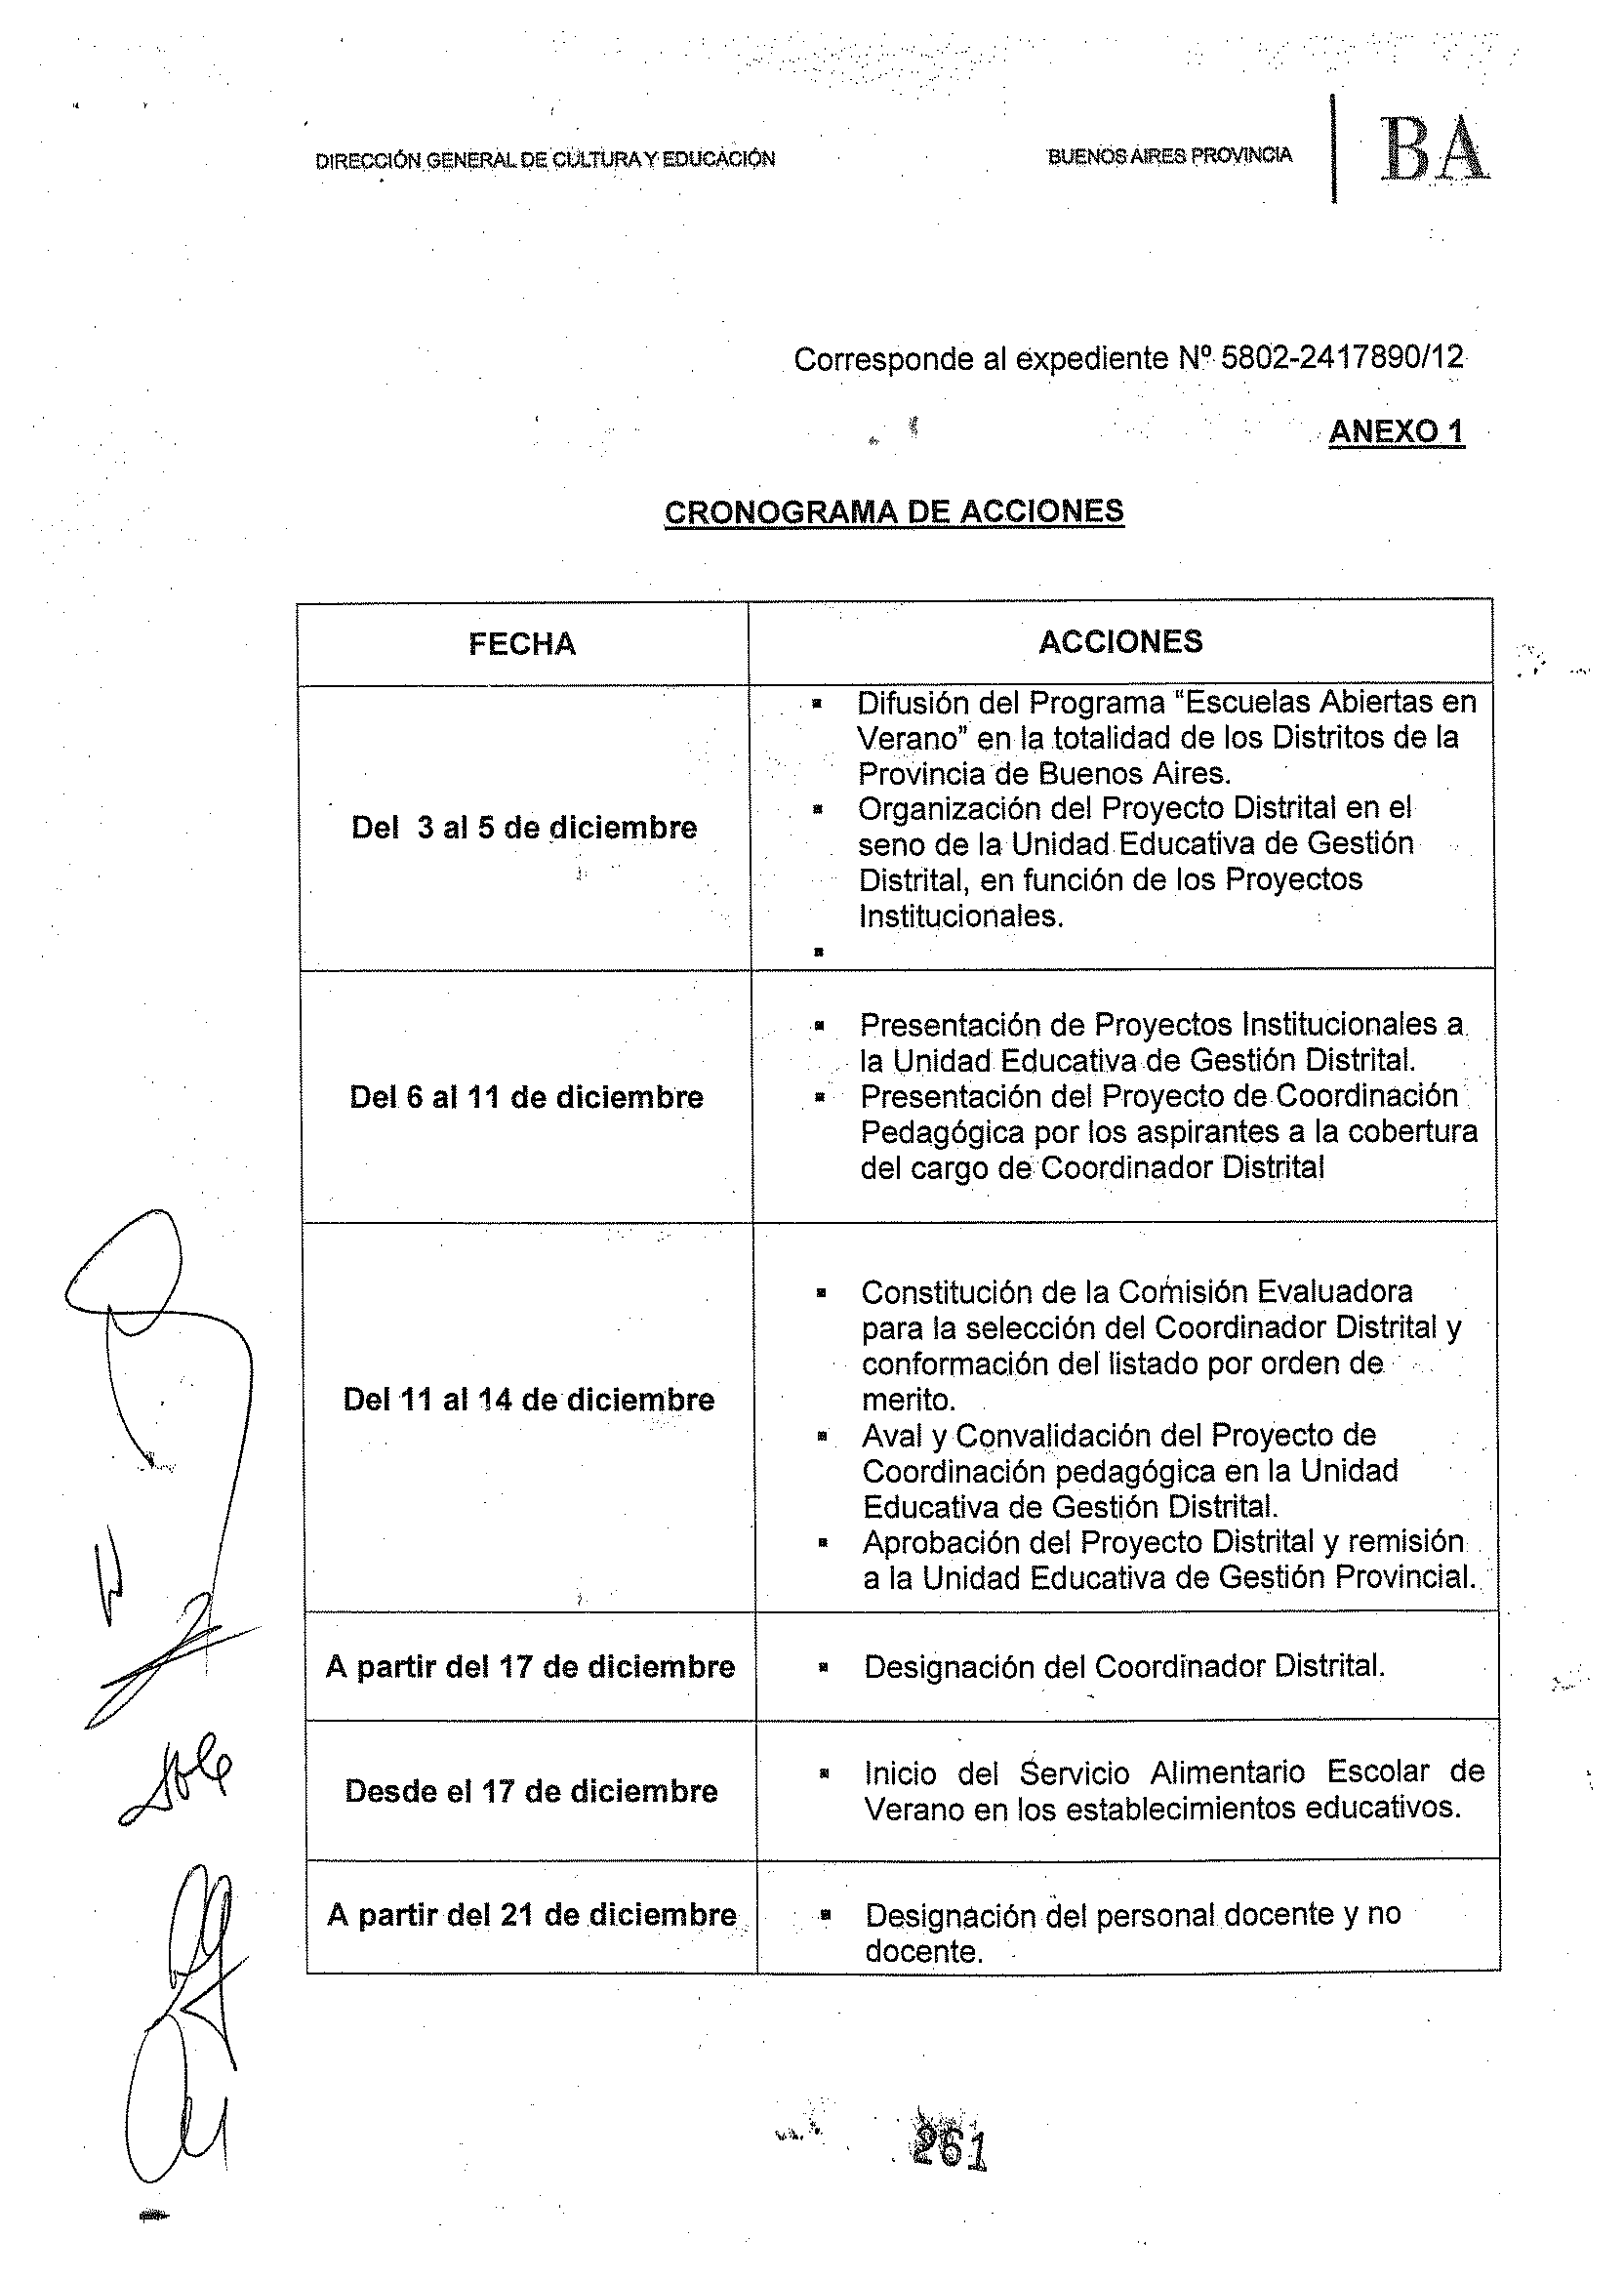 DIRECCIÓN GENERAL DE CULTURA Y EDUCACIÓN
BUENOS AIRES PROVINCIA
BA
Corresponde al expediente Nº 5802-2417890/12
ANEXO 1
CRONOGRAMA DE ACCIONES
FECHA
ACCIONES
Del 3 al 5 de diciembre
▪ Difusión del Programa “Escuelas Abiertas en
Verano” en la totalidad de los Distritos de la
Provincia de Buenos Aires.
▪ Organización del Proyecto Distrital en el
seno de la Unidad Educativa de Gestión
Distrital, en función de los Proyectos
Institucionales.
▪
Del 6 al 11 de diciembre
▪ Presentación de Proyectos Institucionales a
la Unidad Educativa de Gestión Distrital.
▪ Presentación del Proyecto de Coordinación
Pedagógica por los aspirantes a la cobertura
del cargo de Coordinador Distrital
Del 11 al 14 de diciembre
▪ Constitución de la Comisión Evaluadora
para la selección del Coordinador Distrital y
conformación del listado por orden de
merito.
▪ Aval y Convalidación del Proyecto de
Coordinación pedagógica en la Unidad
Educativa de Gestión Distrital.
▪ Aprobación del Proyecto Distrital y remisión
a la Unidad Educativa de Gestión Provincial.
A partir del 17 de diciembre
▪ Designación del Coordinador Distrital.
Desde el 17 de diciembre
▪ Inicio del Servicio Alimentario Escolar de
Verano en los establecimientos educativos.
A partir del 21 de diciembre
▪ Designación del personal docente y no
docente.
261